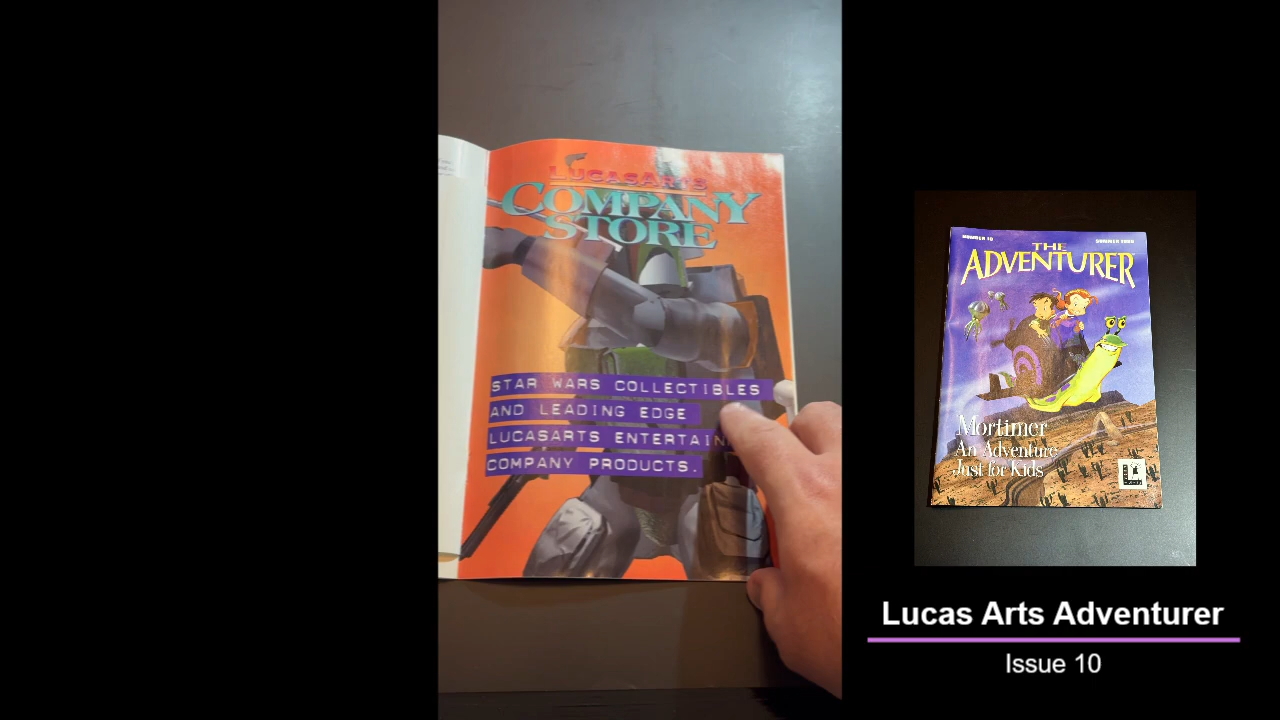 LUCASARTS
COMPANY
STORE
STAR WARS COLLECTIBLES
AND LEADING EDGE
LUCASARTS ENTERTAIN
COMPANY PRODUCTS.
THE
ADVENTURER
Mortimer
An Adventure
Just for Kids
Lucas Arts Adventurer
Issue 10